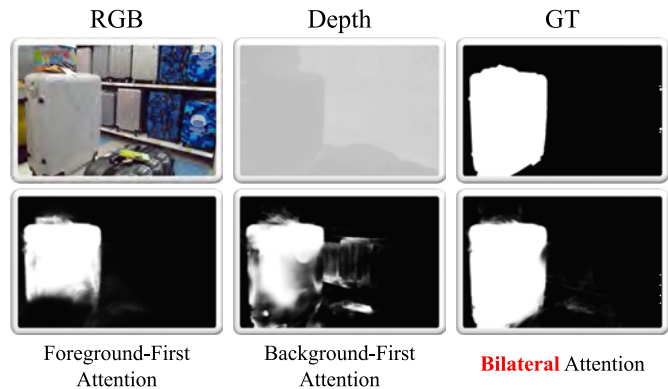 RGB Depth GT
Foreground-First Background-First Bilateral Attention
Attention Attention